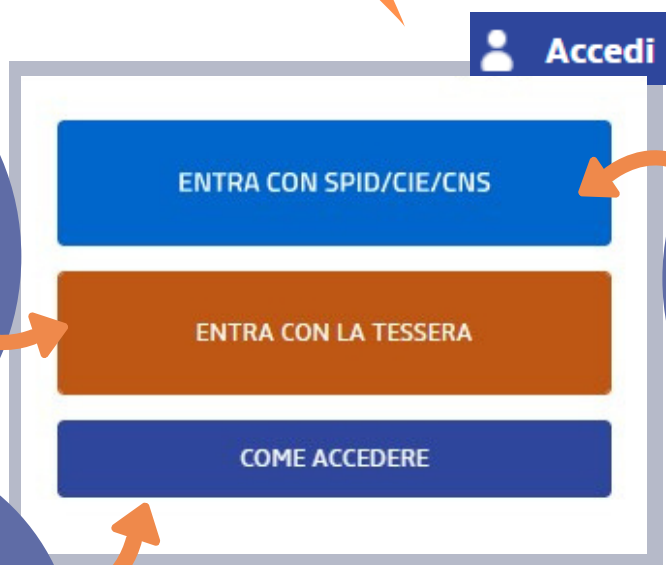 Accedi
ENTRA CON SPID/CIE/CNS
ENTRA CON LA TESSERA
COME ACCEDERE